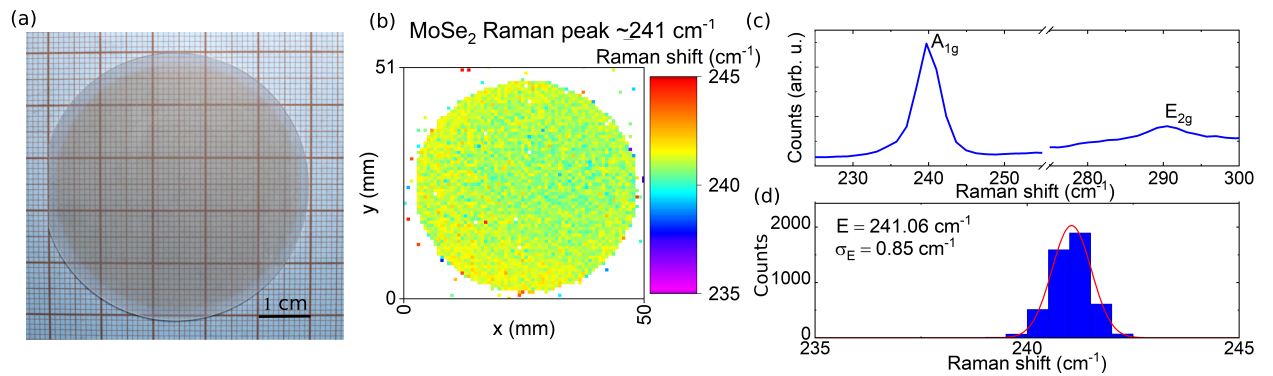 (a)
1 cm
(b)
MoSe2 Raman peak ~241 cm-1
Raman shift (cm-1)
245
240
235
51
y (mm)
0
0
50
x (mm)
(c)
Counts (arb. u.)
A1g
E2g
230
240
250
280
290
300
Raman shift (cm-1)
(d)
E = 241.06 cm-1
σE = 0.85 cm-1
Counts
2000
1000
0
235
240
245
Raman shift (cm-1)